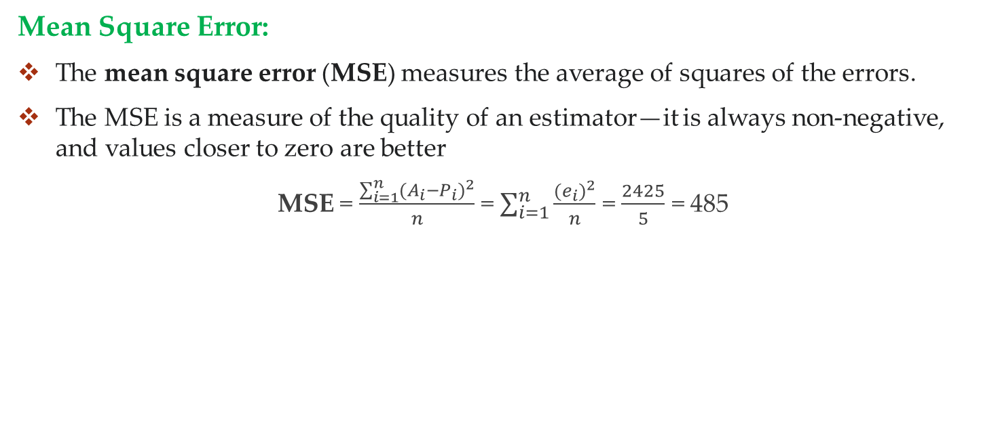 Mean Square Error:
❖ The mean square error (MSE) measures the average of squares of the errors.
❖ The MSE is a measure of the quality of an estimator—it is always non-negative,
and values closer to zero are better
MSE = \frac{\sum_{i=1}^{n}(A_i-P_i)^2}{n} = \sum_{i=1}^{n} \frac{(e_i)^2}{n} = \frac{2425}{5} = 485